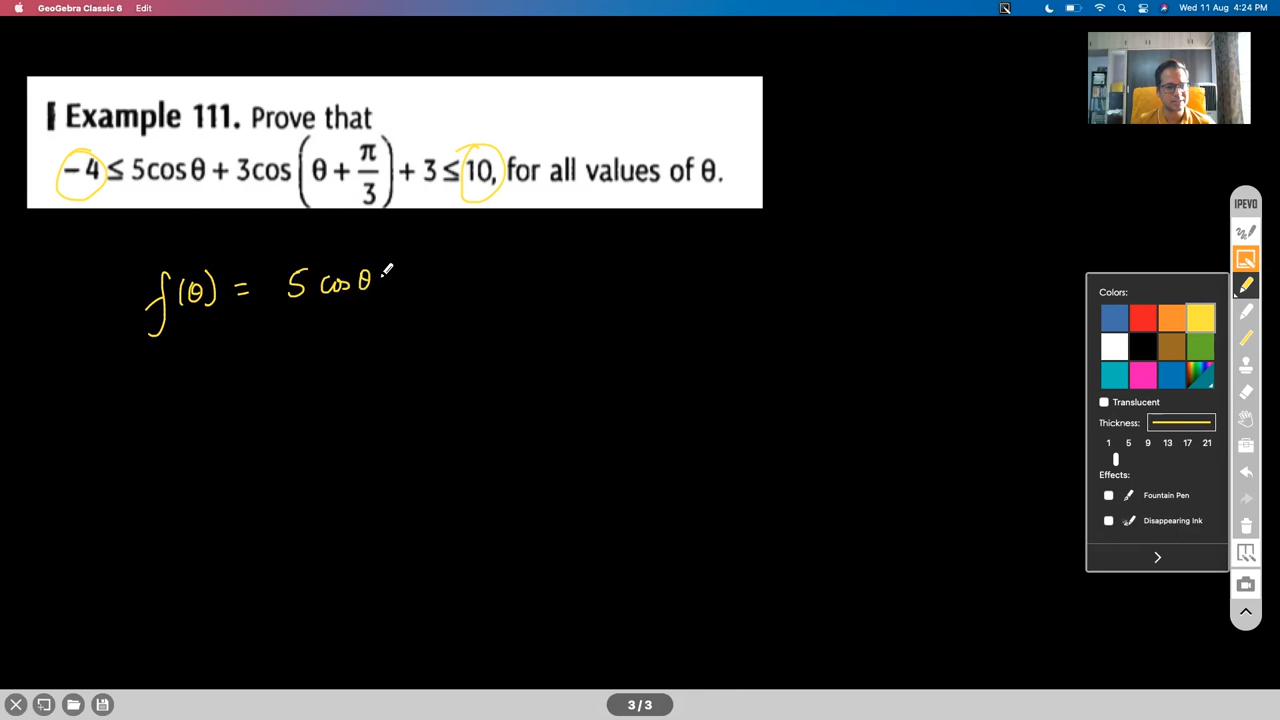 GeoGebra Classic 6 Edit Wed 11 Aug 4:24 PM
Example 111. Prove that
−4 ≤ 5cosθ + 3cos(θ + π/3) + 3 ≤ 10, for all values of θ.
f(θ) = 5 cosθ
IPEVO
Colors:
Translucent
Thickness:
1 5 9 13 17 21
Effects:
Fountain Pen
Disappearing Ink
3 / 3